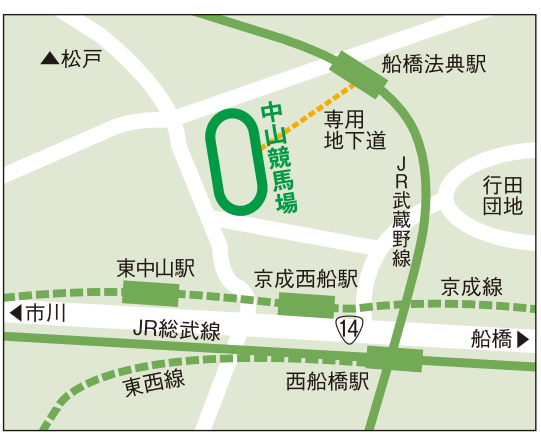 ▲松戸
船橋法典駅
中山競馬場
専用
地下道
JR武蔵野線
行田
団地
東中山駅
京成西船駅
京成線
◀市川
JR総武線
14
船橋▶
東西線
西船橋駅